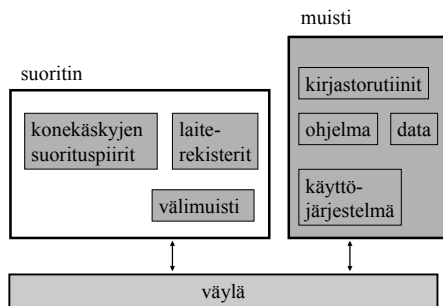 muisti
suoritin
kirjastorutiinit
konekäskyjen
suorituspiirit
laite-
rekisterit
ohjelma
data
välimuisti
käyttö-
järjestelmä
väylä